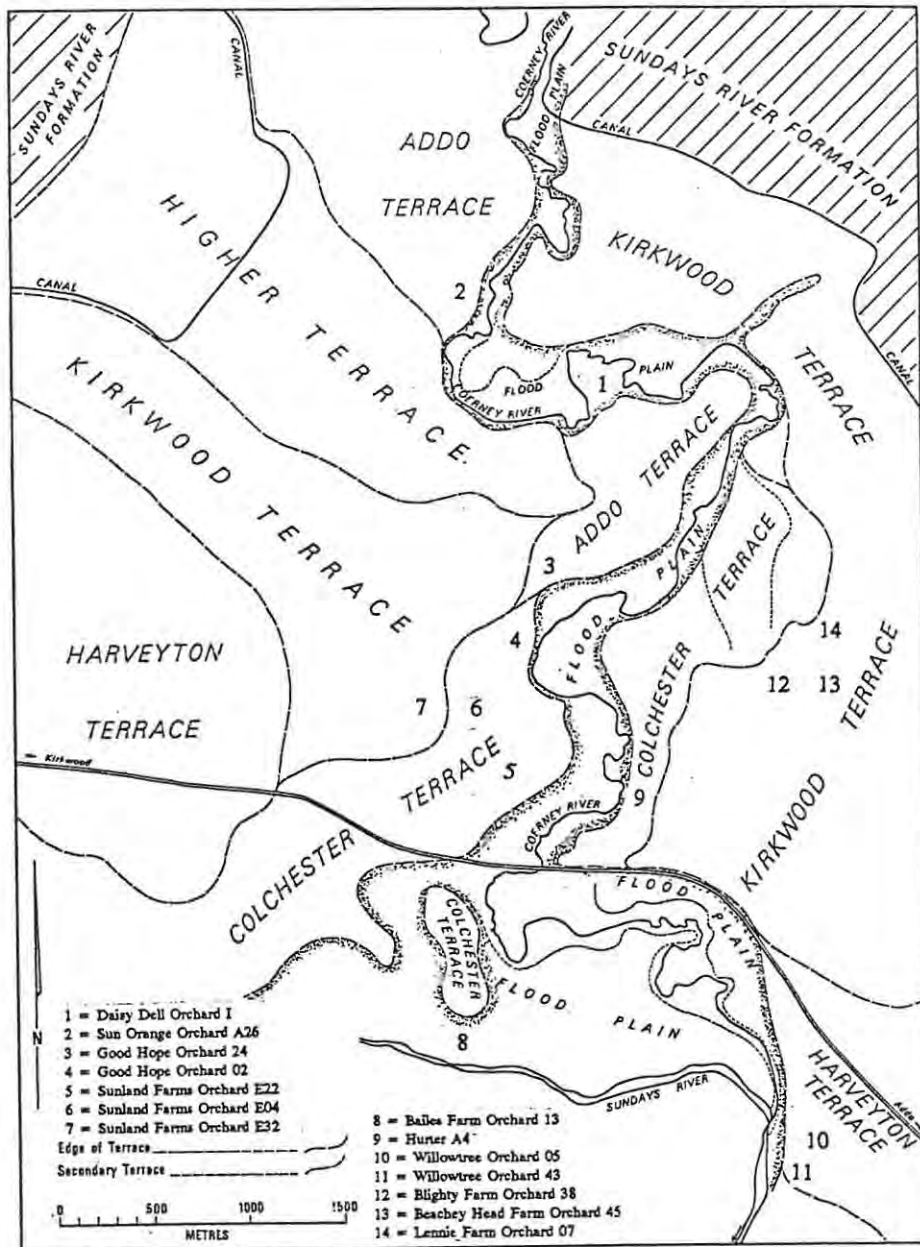 SUNDAYS RIVER
FORMATION
CANAL
COERNEY RIVER
FLOOD PLAIN
SUNDAYS RIVER FORMATION
CANAL
ADDO
TERRACE
HIGHER TERRACE
KIRKWOOD
TERRACE
CANAL
2
CANAL
KIRKWOOD TERRACE
FLOOD
1
PLAIN
COERNEY RIVER
ADDO TERRACE
3
PLAIN
TERRACE
4
FLOOD
14
HARVEYTON
TERRACE
7
6
COLCHESTER
12
13
TERRACE
Kirkwood
5
TERRACE
9
COERNEY RIVER
KIRKWOOD
COLCHESTER
FLOOD
PLAIN
COLCHESTER
TERRACE
FLOOD
PLAIN
N
8
SUNDAYS RIVER
HARVEYTON
TERRACE
10
11
1 = Daisy Dell Orchard I
2 = Sun Orange Orchard A26
3 = Good Hope Orchard 24
4 = Good Hope Orchard 02
5 = Sunland Farms Orchard E22
6 = Sunland Farms Orchard E04
7 = Sunland Farms Orchard E32
Edge of Terrace
Secondary Terrace
0 500 1000 1500
METRES
8 = Bailes Farm Orchard 13
9 = Hurter A4
10 = Willowtree Orchard 05
11 = Willowtree Orchard 43
12 = Blighty Farm Orchard 38
13 = Beachey Head Farm Orchard 45
14 = Lennie Farm Orchard 07